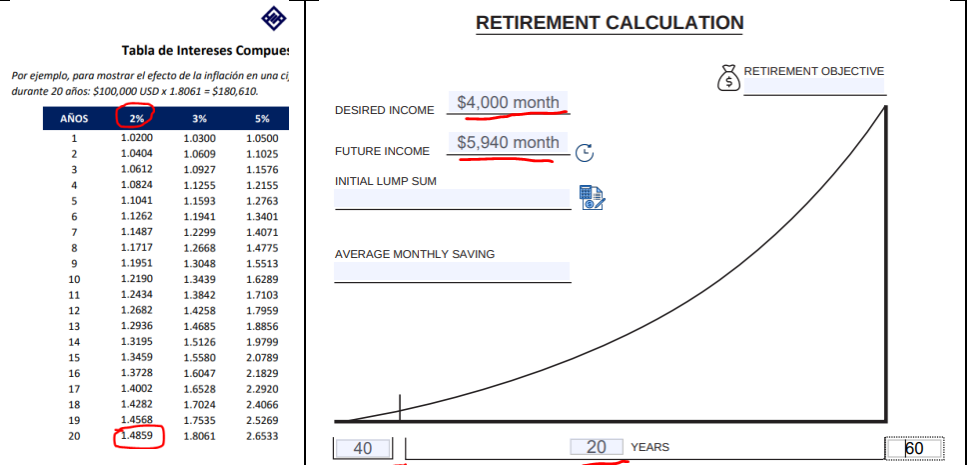 Tabla de Intereses Compues
Por ejemplo, para mostrar el efecto de la inflación en una ci
durante 20 años: $100,000 USD x 1.8061 = $180,610.
AÑOS 2% 3% 5%
1 1.0200 1.0300 1.0500
2 1.0404 1.0609 1.1025
3 1.0612 1.0927 1.1576
4 1.0824 1.1255 1.2155
5 1.1041 1.1593 1.2763
6 1.1262 1.1941 1.3401
7 1.1487 1.2299 1.4071
8 1.1717 1.2668 1.4775
9 1.1951 1.3048 1.5513
10 1.2190 1.3439 1.6289
11 1.2434 1.3842 1.7103
12 1.2682 1.4258 1.7959
13 1.2936 1.4685 1.8856
14 1.3195 1.5126 1.9799
15 1.3459 1.5580 2.0789
16 1.3728 1.6047 2.1829
17 1.4002 1.6528 2.2920
18 1.4282 1.7024 2.4066
19 1.4568 1.7535 2.5269
20 1.4859 1.8061 2.6533
RETIREMENT CALCULATION
RETIREMENT OBJECTIVE
DESIRED INCOME $4,000 month
FUTURE INCOME $5,940 month
INITIAL LUMP SUM
AVERAGE MONTHLY SAVING
40 20 YEARS 60